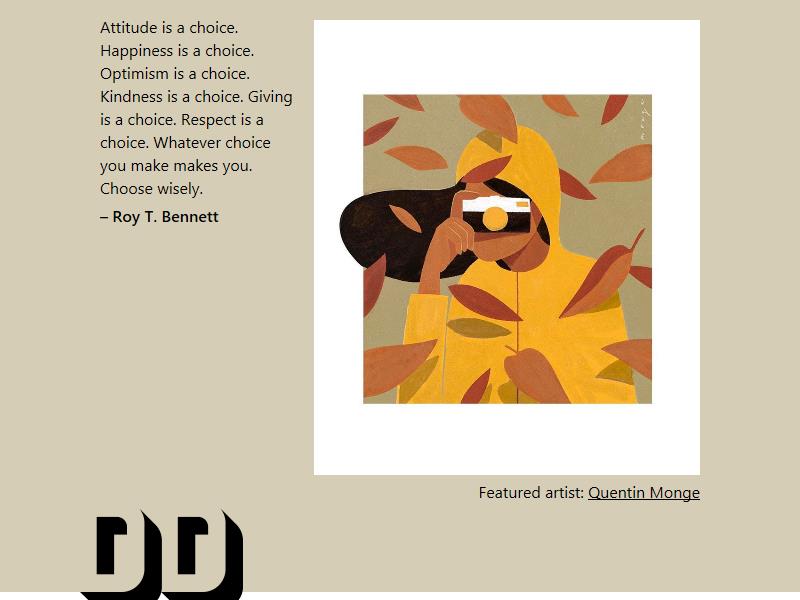 Attitude is a choice.
Happiness is a choice.
Optimism is a choice.
Kindness is a choice. Giving
is a choice. Respect is a
choice. Whatever choice
you make makes you.
Choose wisely.
– Roy T. Bennett
monge
Featured artist: Quentin Monge